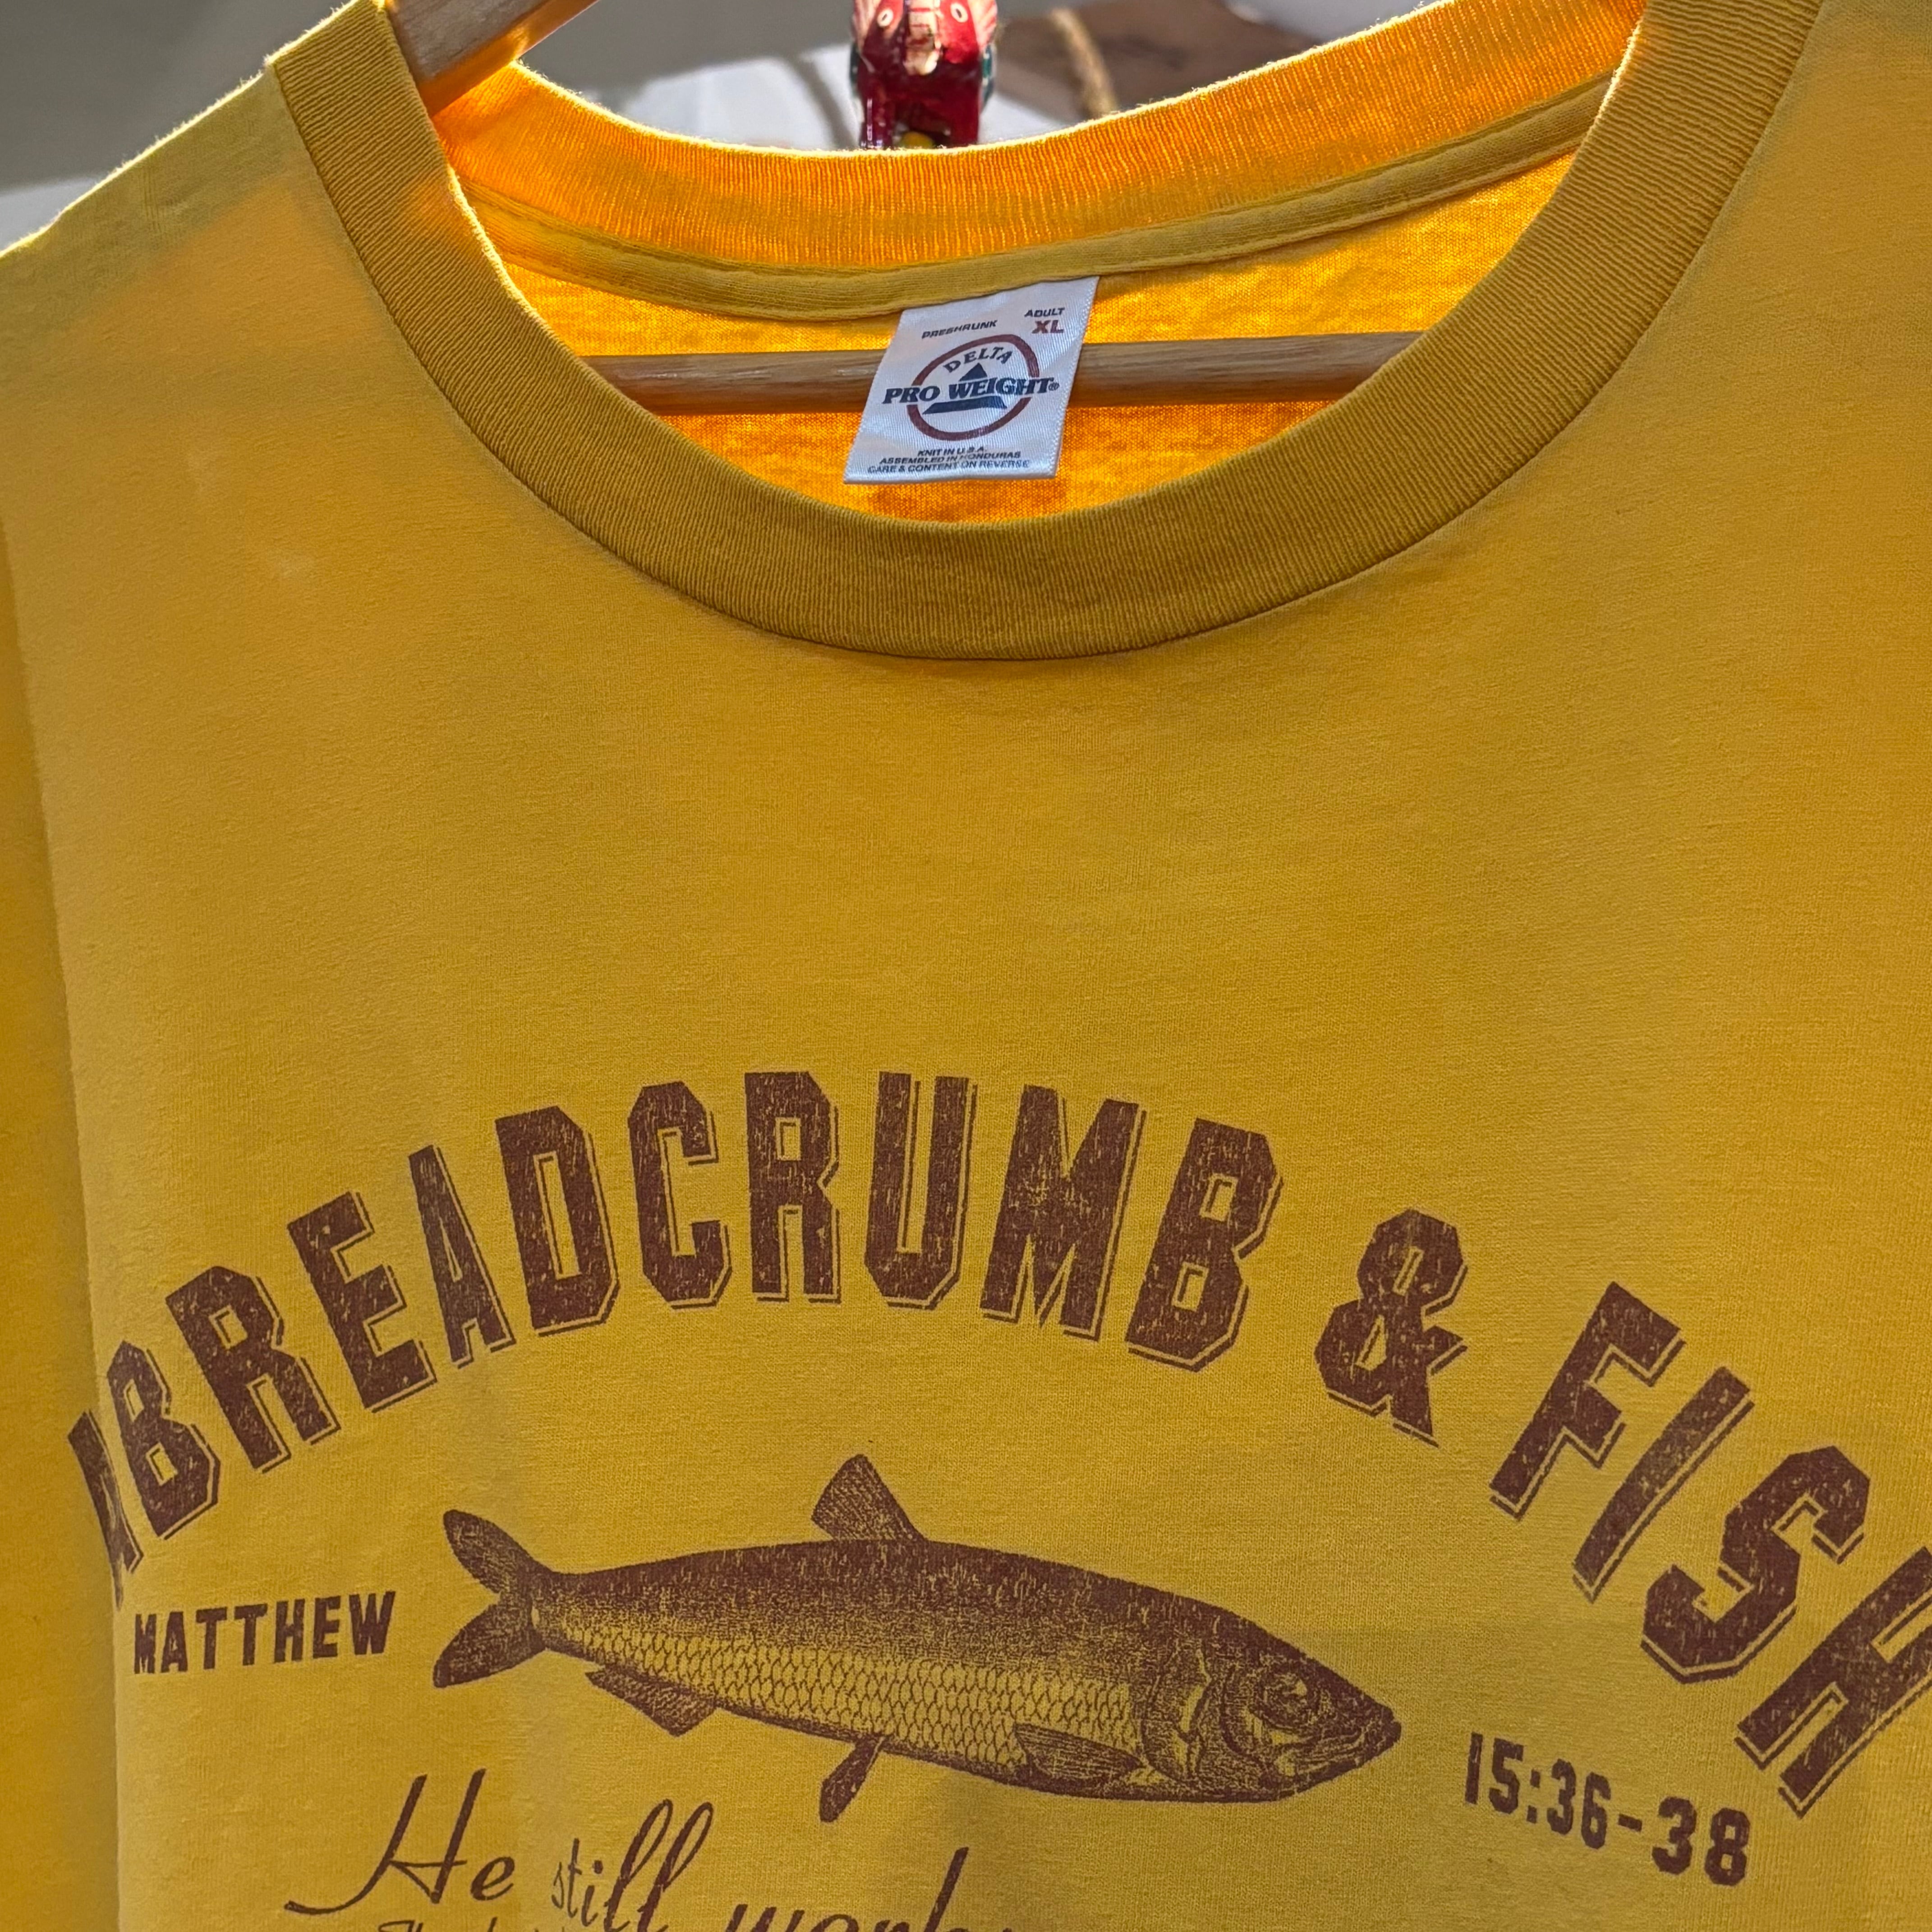 PRESHRUNK
ADULT
XL
DELTA
PRO WEIGHT®
KNIT IN U.S.A.
ASSEMBLED IN HONDURAS
CARE & CONTENT ON REVERSE
ABREADCRUMB & FISH
MATTHEW
15:36-38
He still